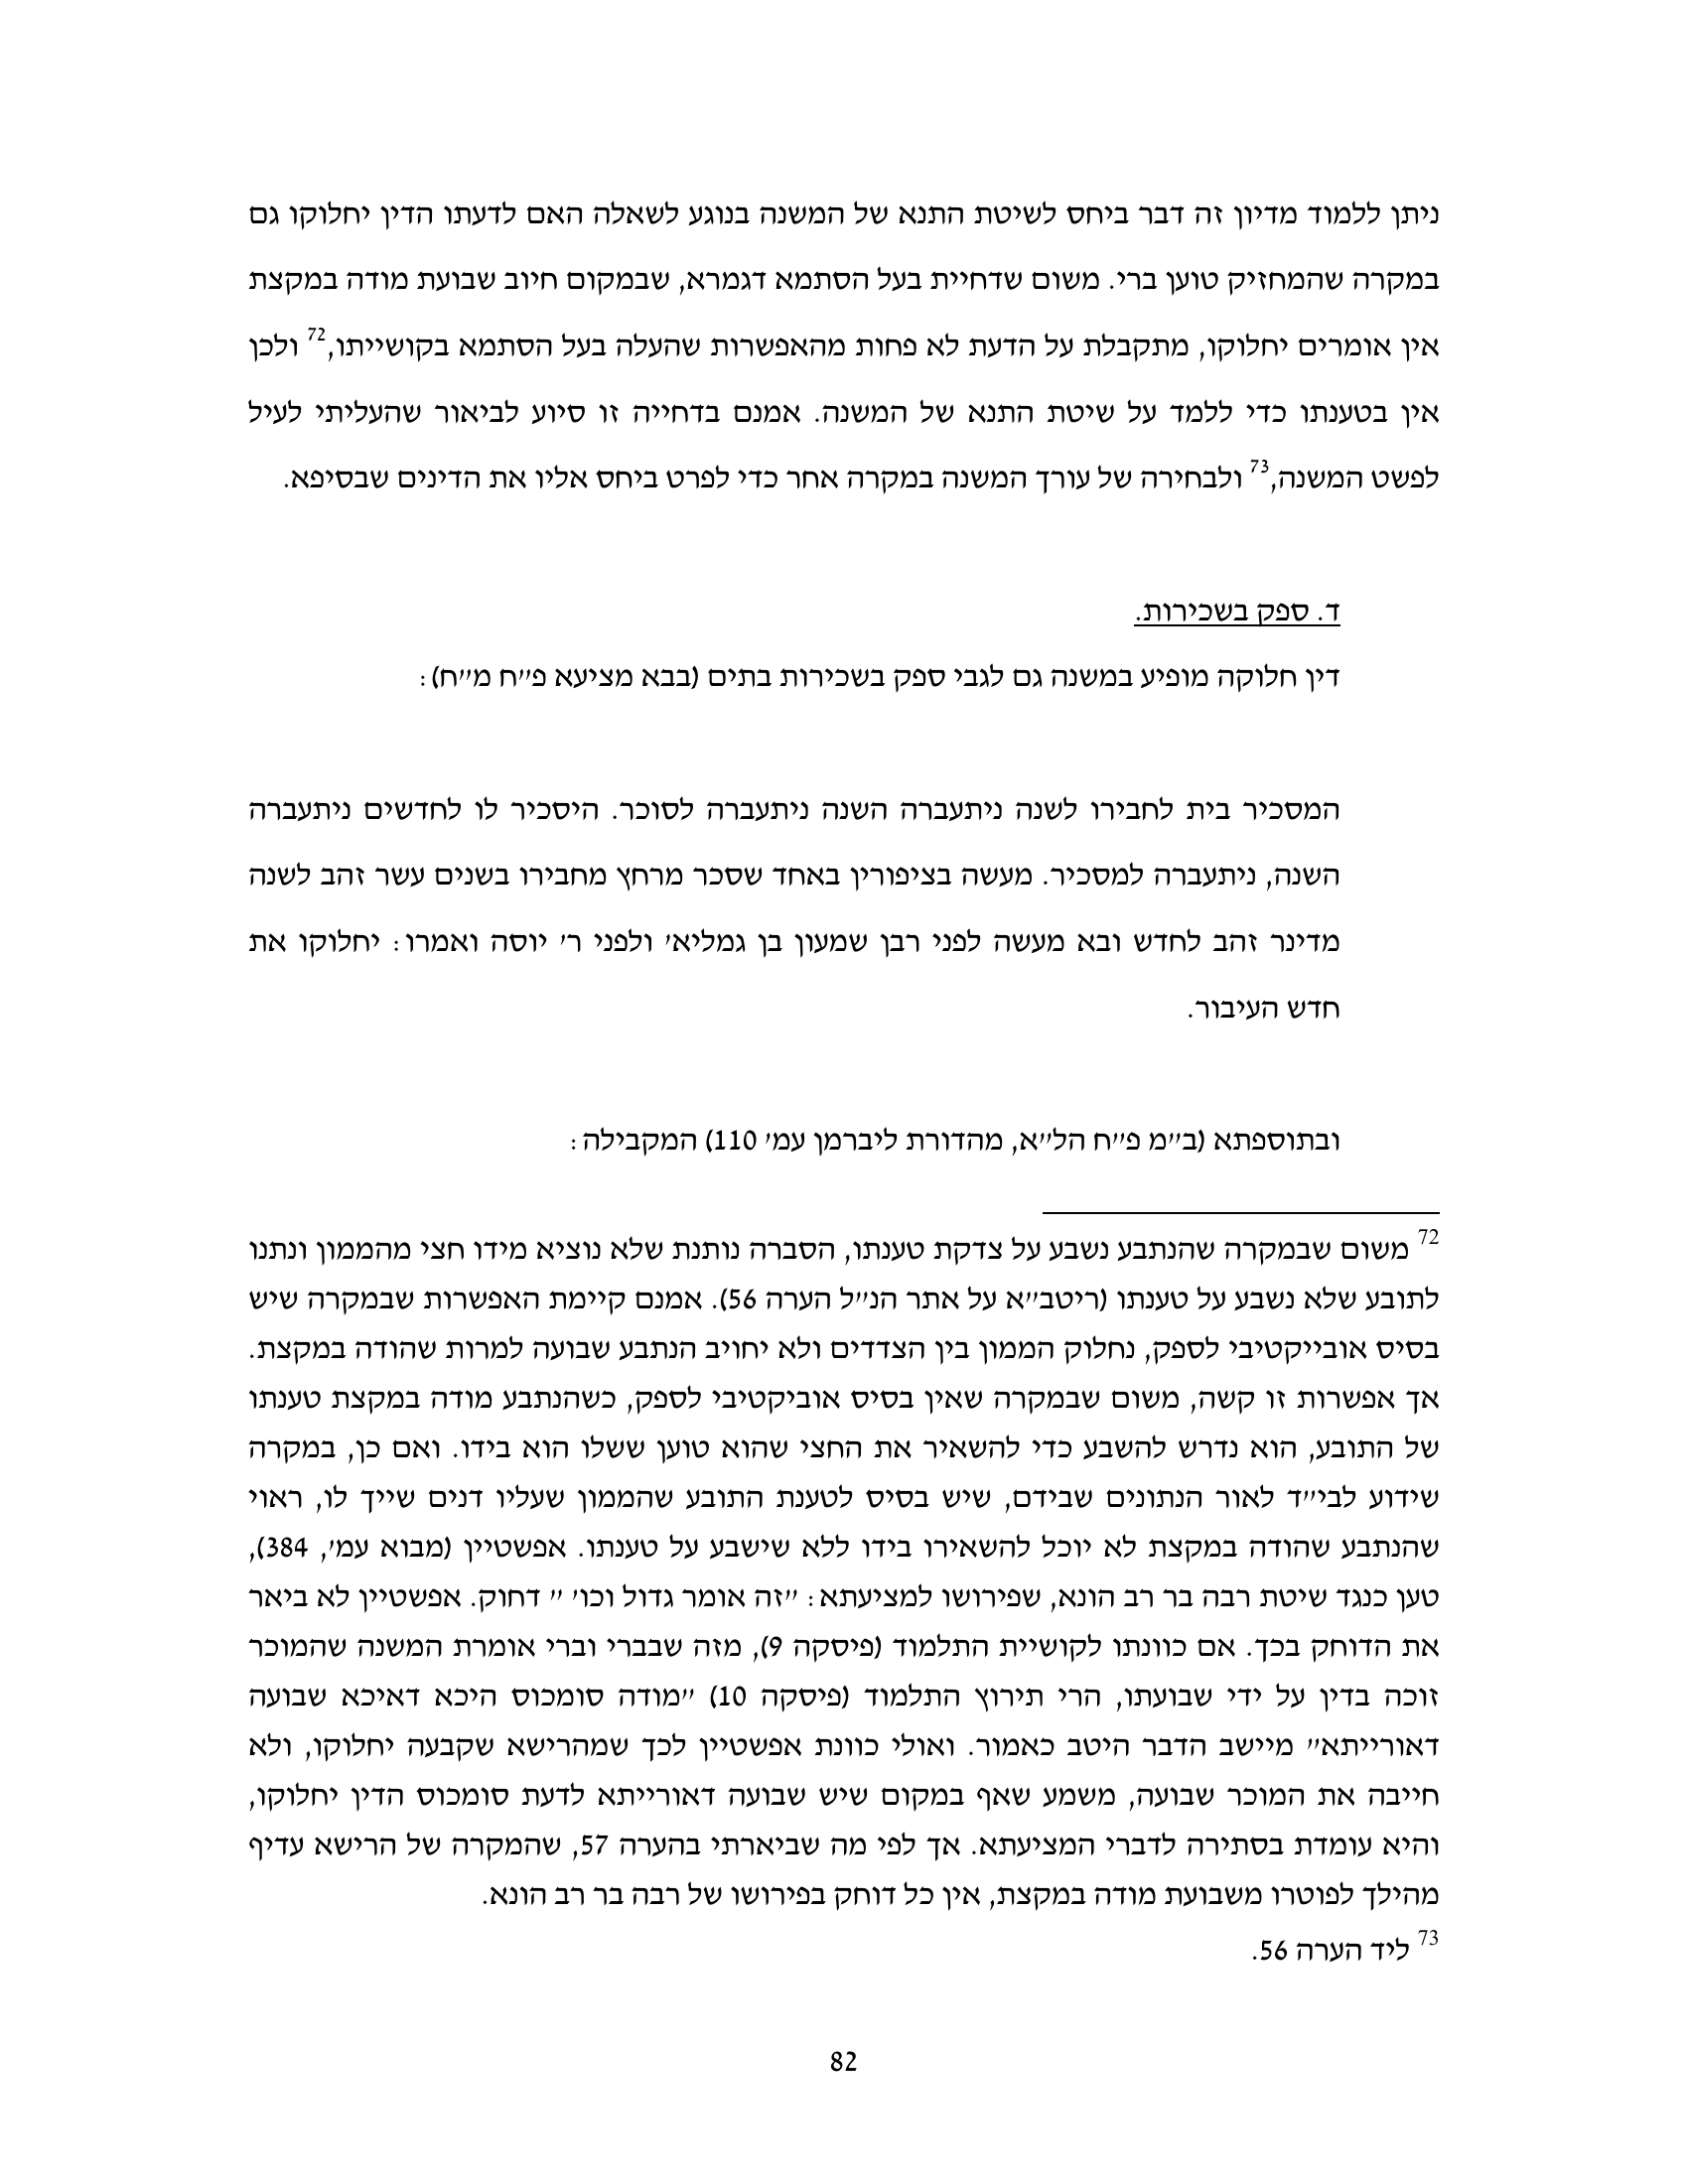 ניתן ללמוד מדיון זה דבר ביחס לשיטת התנא של המשנה בנוגע לשאלה האם לדעתו הדין יחלוקו גם
במקרה שהמחזיק טוען ברי. משום שדחיית בעל הסתמא דגמרא, שבמקום חיוב שבועת מודה במקצת
אין אומרים יחלוקו, מתקבלת על הדעת לא פחות מהאפשרות שהעלה בעל הסתמא בקושייתו,72 ולכן
אין בטענתו כדי ללמד על שיטת התנא של המשנה. אמנם בדחייה זו סיוע לביאור שהעליתי לעיל
לפשט המשנה,73 ולבחירה של עורך המשנה במקרה אחר כדי לפרט ביחס אליו את הדינים שבסיפא.
ד. ספק בשכירות.
דין חלוקה מופיע במשנה גם לגבי ספק בשכירות בתים (בבא מציעא פ״ח מ״ח):
המסכיר בית לחבירו לשנה ניתעברה השנה ניתעברה לסוכר. היסכיר לו לחדשים ניתעברה
השנה, ניתעברה למסכיר. מעשה בציפורין באחד שסכר מרחץ מחבירו בשנים עשר זהב לשנה
מדינר זהב לחדש ובא מעשה לפני רבן שמעון בן גמליא׳ ולפני ר׳ יוסה ואמרו: יחלוקו את
חדש העיבור.
ובתוספתא (ב״מ פ״ח הל״א, מהדורת ליברמן עמ׳ 110) המקבילה:
72 משום שבמקרה שהנתבע נשבע על צדקת טענתו, הסברה נותנת שלא נוציא מידו חצי מהממון ונתנו
לתובע שלא נשבע על טענתו (ריטב״א על אתר הנ״ל הערה 56). אמנם קיימת האפשרות שבמקרה שיש
בסיס אובייקטיבי לספק, נחלוק הממון בין הצדדים ולא יחויב הנתבע שבועה למרות שהודה במקצת.
אך אפשרות זו קשה, משום שבמקרה שאין בסיס אוביקטיבי לספק, כשהנתבע מודה במקצת טענתו
של התובע, הוא נדרש להשבע כדי להשאיר את החצי שהוא טוען ששלו הוא בידו. ואם כן, במקרה
שידוע לבי״ד לאור הנתונים שבידם, שיש בסיס לטענת התובע שהממון שעליו דנים שייך לו, ראוי
שהנתבע שהודה במקצת לא יוכל להשאירו בידו ללא שישבע על טענתו. אפשטיין (מבוא עמ׳, 384),
טען כנגד שיטת רבה בר רב הונא, שפירושו למציעתא: ״זה אומר גדול וכו׳ ״ דחוק. אפשטיין לא ביאר
את הדוחק בכך. אם כוונתו לקושיית התלמוד (פיסקה 9), מזה שבברי וברי אומרת המשנה שהמוכר
זוכה בדין על ידי שבועתו, הרי תירוץ התלמוד (פיסקה 10) ״מודה סומכוס היכא דאיכא שבועה
דאורייתא״ מיישב הדבר היטב כאמור. ואולי כוונת אפשטיין לכך שמהרישא שקבעה יחלוקו, ולא
חייבה את המוכר שבועה, משמע שאף במקום שיש שבועה דאורייתא לדעת סומכוס הדין יחלוקו,
והיא עומדת בסתירה לדברי המציעתא. אך לפי מה שביארתי בהערה 57, שהמקרה של הרישא עדיף
מהילך לפוטרו משבועת מודה במקצת, אין כל דוחק בפירושו של רבה בר רב הונא.
73 ליד הערה 56.
82